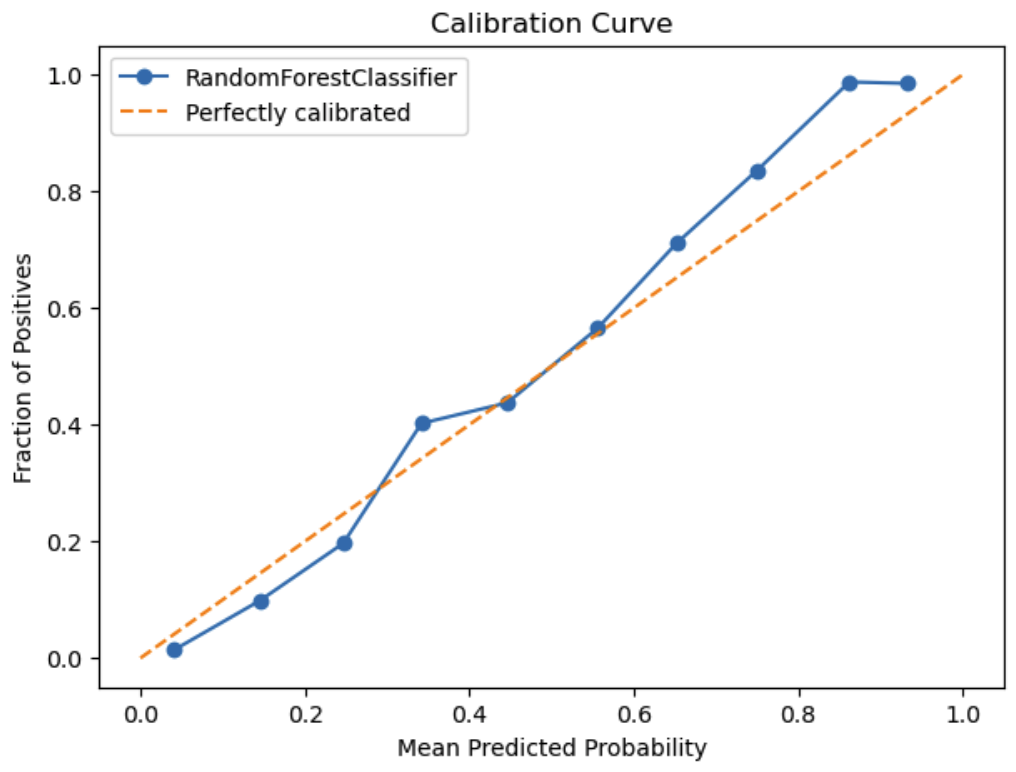 Calibration Curve
RandomForestClassifier
Perfectly calibrated
1.0
0.8
0.6
0.4
0.2
0.0
Fraction of Positives
0.0 0.2 0.4 0.6 0.8 1.0
Mean Predicted Probability